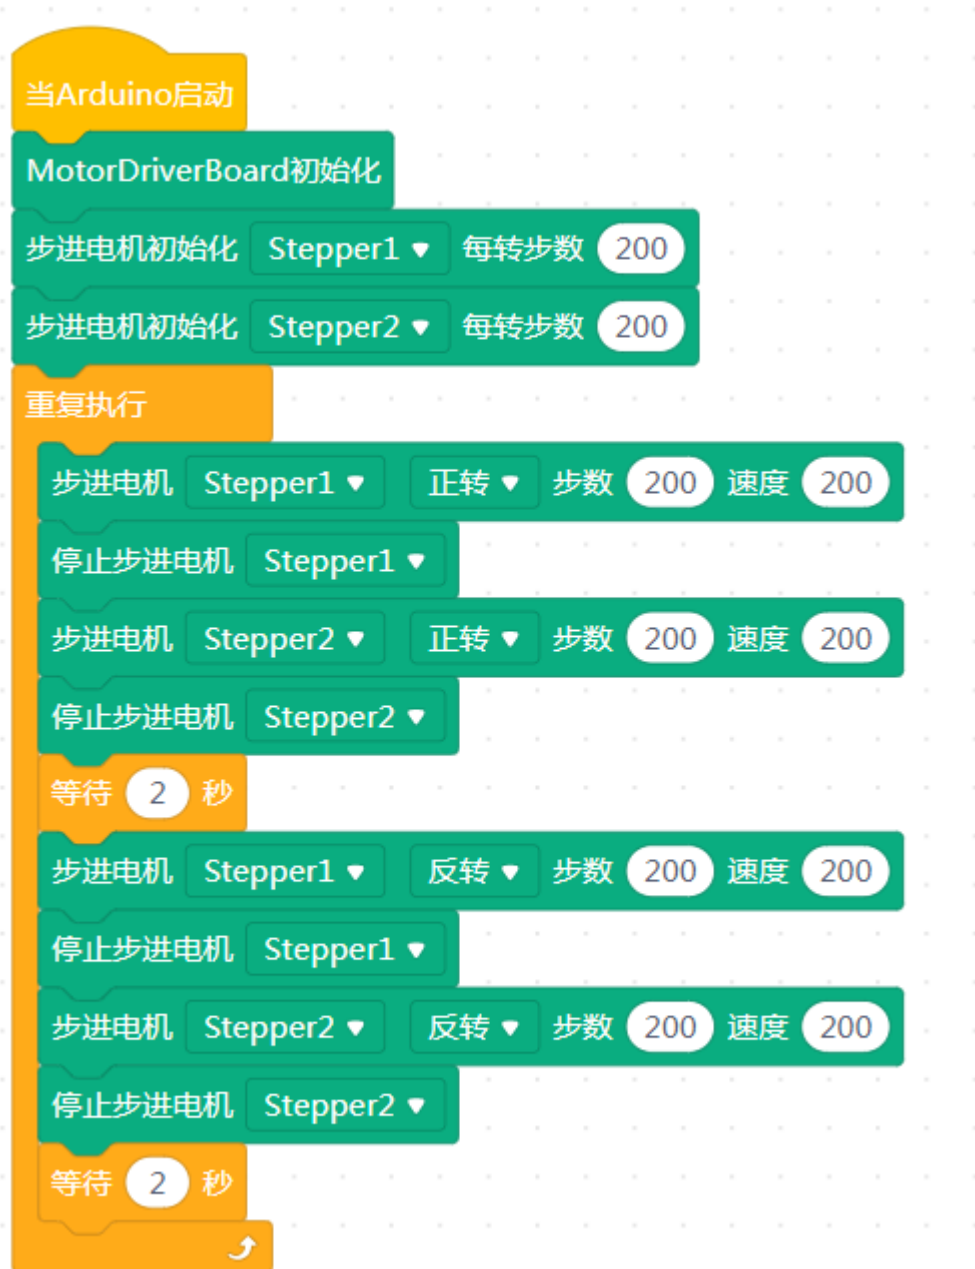 当Arduino启动
MotorDriverBoard初始化
步进电机初始化 Stepper1 每转步数 200
步进电机初始化 Stepper2 每转步数 200
重复执行
步进电机 Stepper1 正转 步数 200 速度 200
停止步进电机 Stepper1
步进电机 Stepper2 正转 步数 200 速度 200
停止步进电机 Stepper2
等待 2 秒
步进电机 Stepper1 反转 步数 200 速度 200
停止步进电机 Stepper1
步进电机 Stepper2 反转 步数 200 速度 200
停止步进电机 Stepper2
等待 2 秒